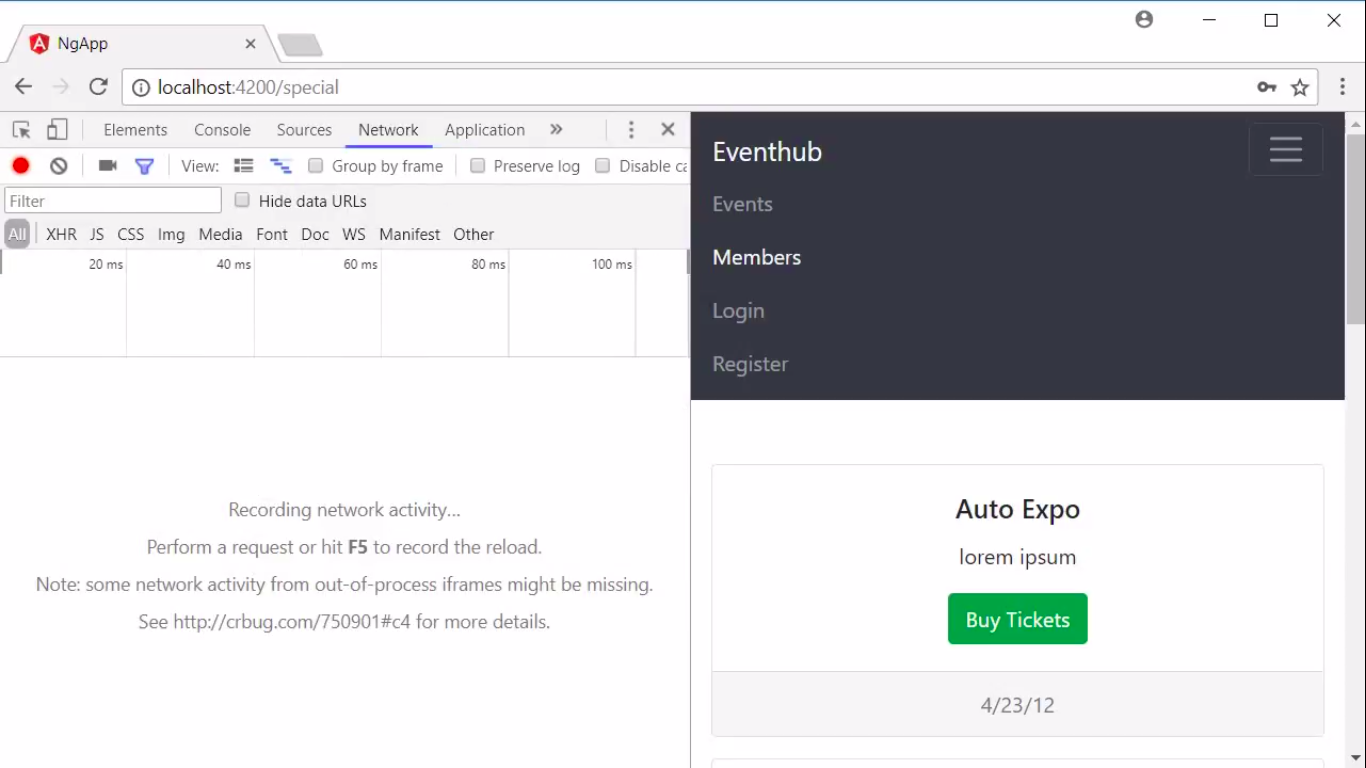 NgApp
localhost:4200/special
Elements Console Sources Network Application »
View: Group by frame Preserve log Disable ca
Filter Hide data URLs
All XHR JS CSS Img Media Font Doc WS Manifest Other
20 ms 40 ms 60 ms 80 ms 100 ms
Recording network activity...
Perform a request or hit F5 to record the reload.
Note: some network activity from out-of-process iframes might be missing.
See http://crbug.com/750901#c4 for more details.
Eventhub
Events
Members
Login
Register
Auto Expo
lorem ipsum
Buy Tickets
4/23/12